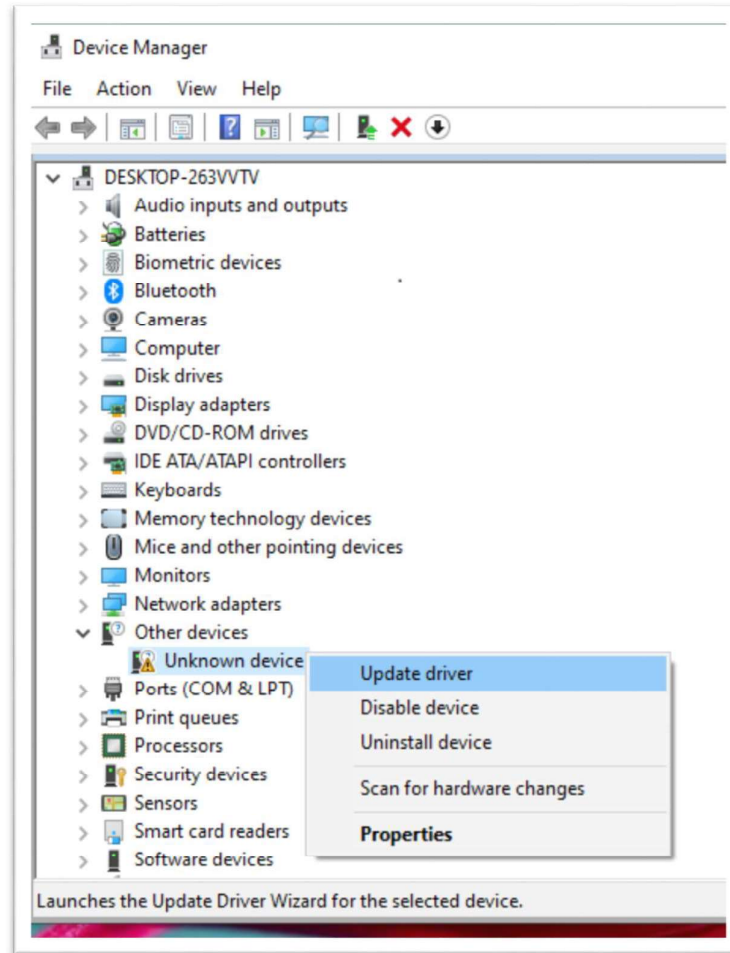 Device Manager
File Action View Help
DESKTOP-263VVTV
Audio inputs and outputs
Batteries
Biometric devices
Bluetooth
Cameras
Computer
Disk drives
Display adapters
DVD/CD-ROM drives
IDE ATA/ATAPI controllers
Keyboards
Memory technology devices
Mice and other pointing devices
Monitors
Network adapters
Other devices
Unknown device
Ports (COM & LPT)
Print queues
Processors
Security devices
Sensors
Smart card readers
Software devices
Update driver
Disable device
Uninstall device
Scan for hardware changes
Properties
Launches the Update Driver Wizard for the selected device.